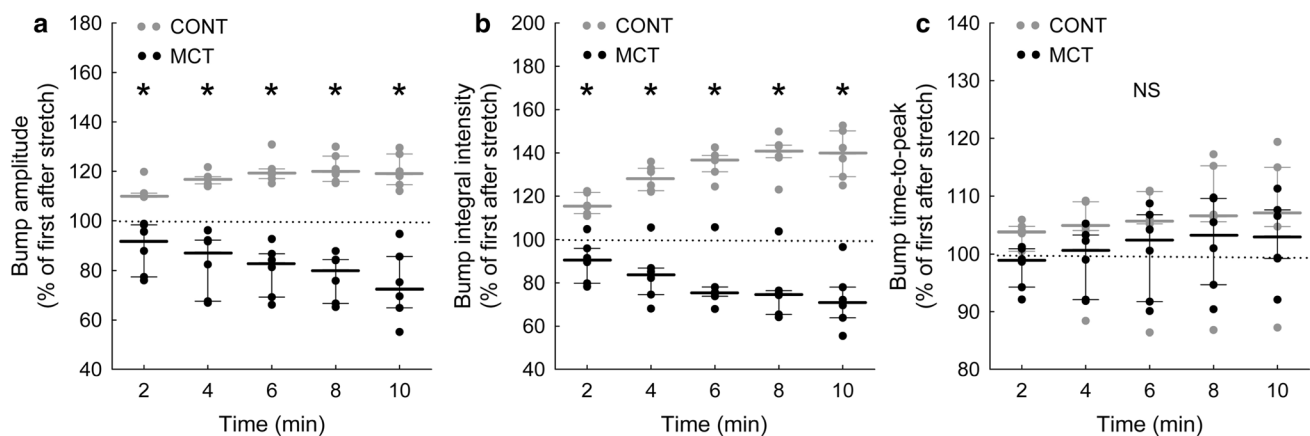 a
CONT
MCT
Bump amplitude
(% of first after stretch)
180
160
140
120
100
80
60
40
* * * * *
2 4 6 8 10
Time (min)
b
CONT
MCT
Bump integral intensity
(% of first after stretch)
200
180
160
140
120
100
80
60
40
* * * * *
2 4 6 8 10
Time (min)
c
CONT
MCT
Bump time-to-peak
(% of first after stretch)
140
130
120
110
100
90
80
NS
2 4 6 8 10
Time (min)